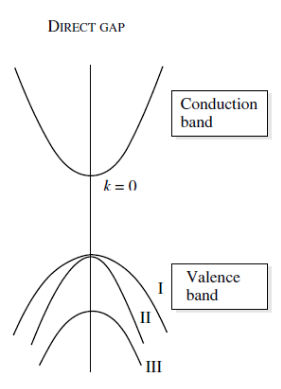 DIRECT GAP
Conduction
band
k = 0
Valence
band
I
II
III